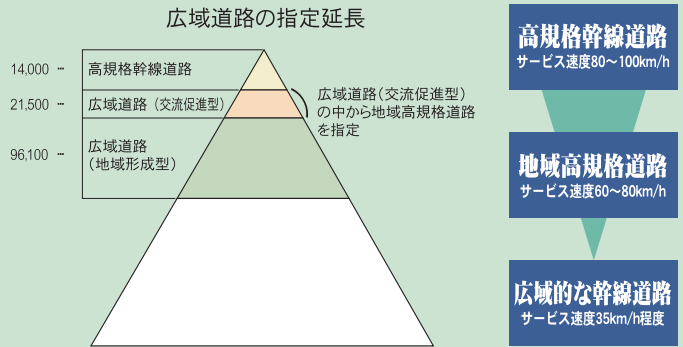 広域道路の指定延長
14,000 …
高規格幹線道路
21,500 …
広域道路（交流促進型）
96,100 …
広域道路
（地域形成型）
広域道路（交流促進型）
の中から地域高規格道路
を指定
高規格幹線道路
サービス速度80～100km/h
地域高規格道路
サービス速度60～80km/h
広域的な幹線道路
サービス速度35km/h程度